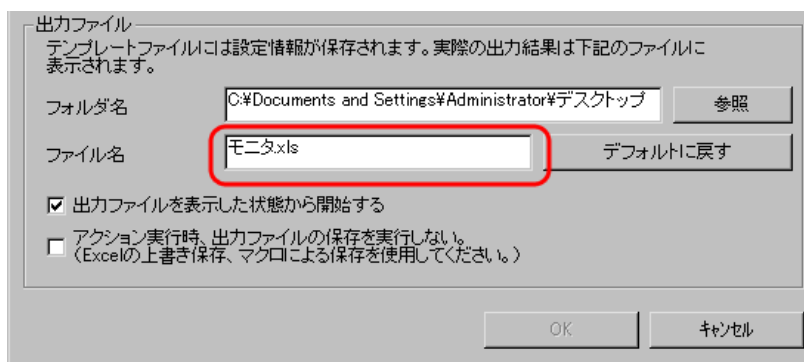 出力ファイル
テンプレートファイルには設定情報が保存されます。実際の出力結果は下記のファイルに
表示されます。
フォルダ名
C:¥Documents and Settings¥Administrator¥デスクトップ
参照
ファイル名
モニタ.xls
デフォルトに戻す
出力ファイルを表示した状態から開始する
アクション実行時、出力ファイルの保存を実行しない。
（Excelの上書き保存、マクロによる保存を使用してください。）
OK
キャンセル